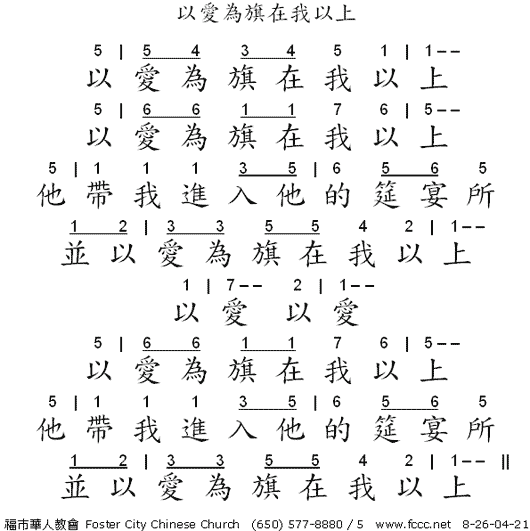 以愛為旗在我以上
5 | 5 4 3 4 5 1 | 1 – –
以 愛 為 旗 在 我 以 上
5 | 6 6 1 1 7 6 | 5 – –
以 愛 為 旗 在 我 以 上
5 | 1 1 1 3 5 | 6 5 6 5
他 帶 我 進 入 他 的 筵 宴 所
1 2 | 3 3 5 5 4 2 | 1 – –
並 以 愛 為 旗 在 我 以 上
1 | 7 – – 2 | 1 – –
以 愛 以 愛
5 | 6 6 1 1 7 6 | 5 – –
以 愛 為 旗 在 我 以 上
5 | 1 1 1 3 5 | 6 5 6 5
他 帶 我 進 入 他 的 筵 宴 所
1 2 | 3 3 5 5 4 2 | 1 – – ||
並 以 愛 為 旗 在 我 以 上
福市華人教會 Foster City Chinese Church (650) 577-8880 / 5 www.fccc.net 8-26-04-21